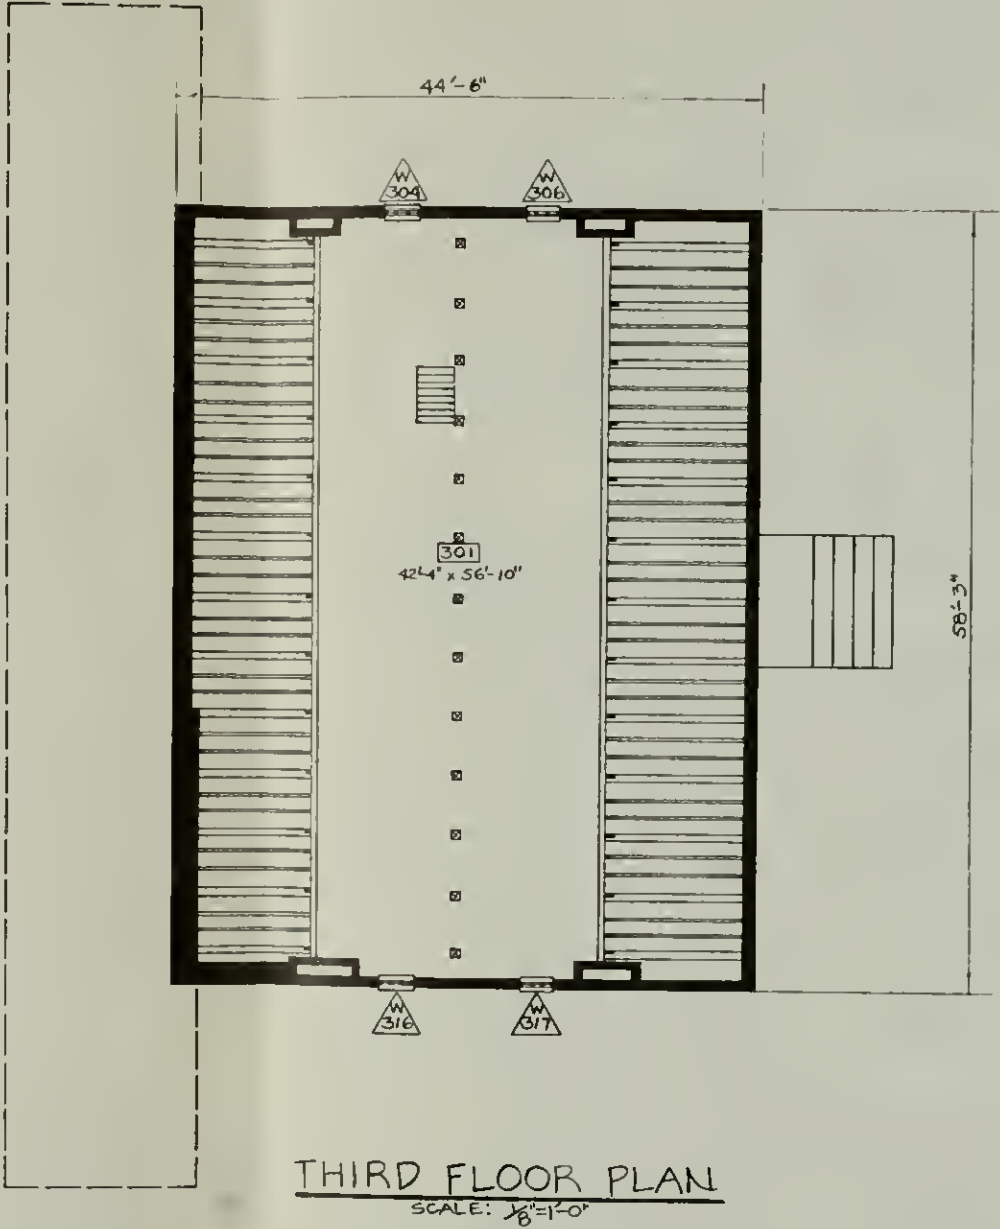 44'-6"
W
304
W
306
301
42'-4" x 56'-10"
58'-3"
W
316
W
317
THIRD FLOOR PLAN
SCALE: 1/8"=1'-0"